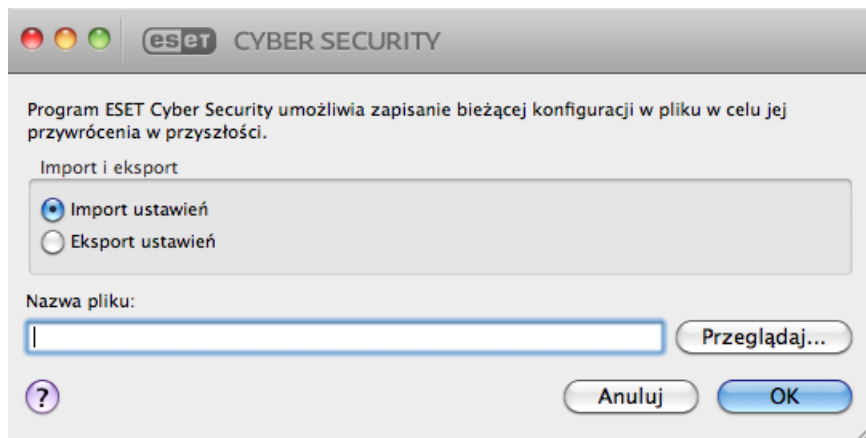 eset CYBER SECURITY
Program ESET Cyber Security umożliwia zapisanie bieżącej konfiguracji w pliku w celu jej
przywrócenia w przyszłości.
Import i eksport
Import ustawień
Eksport ustawień
Nazwa pliku:
Przeglądaj...
?
Anuluj
OK